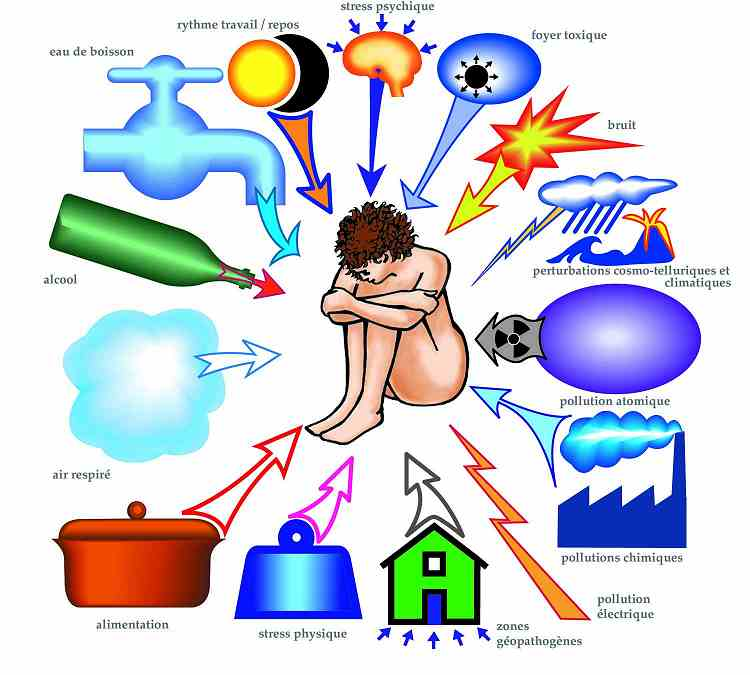 stress psychique
rythme travail / repos
foyer toxique
eau de boisson
bruit
perturbations cosmo-telluriques et
climatiques
alcool
pollution atomique
air respiré
pollutions chimiques
pollution
électrique
alimentation
stress physique
zones
géopathogènes